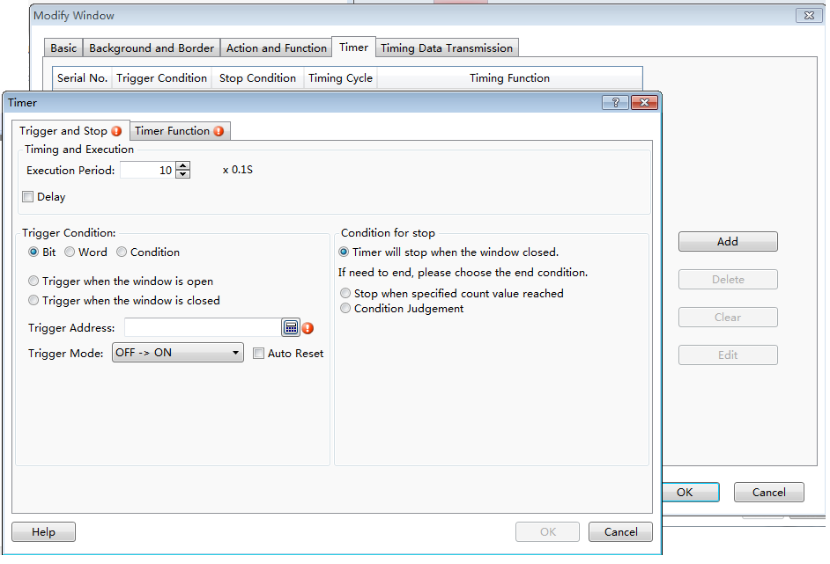 Modify Window
Basic Background and Border Action and Function Timer Timing Data Transmission
Serial No. Trigger Condition Stop Condition Timing Cycle Timing Function
Timer
Trigger and Stop Timer Function
Timing and Execution
Execution Period: 10 x 0.1S
Delay
Trigger Condition:
Bit Word Condition
Trigger when the window is open
Trigger when the window is closed
Trigger Address:
Trigger Mode: OFF -> ON Auto Reset
Condition for stop
Timer will stop when the window closed.
If need to end, please choose the end condition.
Stop when specified count value reached
Condition Judgement
Help OK Cancel
Add
Delete
Clear
Edit
OK Cancel